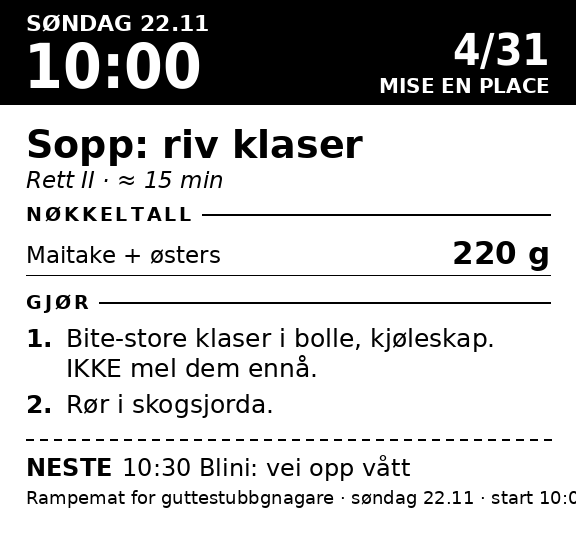 SØNDAG 22.11
10:00
4/31
MISE EN PLACE
Sopp: riv klaser
Rett II · ≈ 15 min
NØKKELTALL
Maitake + østers 220 g
GJØR
1. Bite-store klaser i bolle, kjøleskap.
IKKE mel dem ennå.
2. Rør i skogsjorda.
NESTE 10:30 Blini: vei opp vått
Rampemat for guttestubbgnagare · søndag 22.11 · start